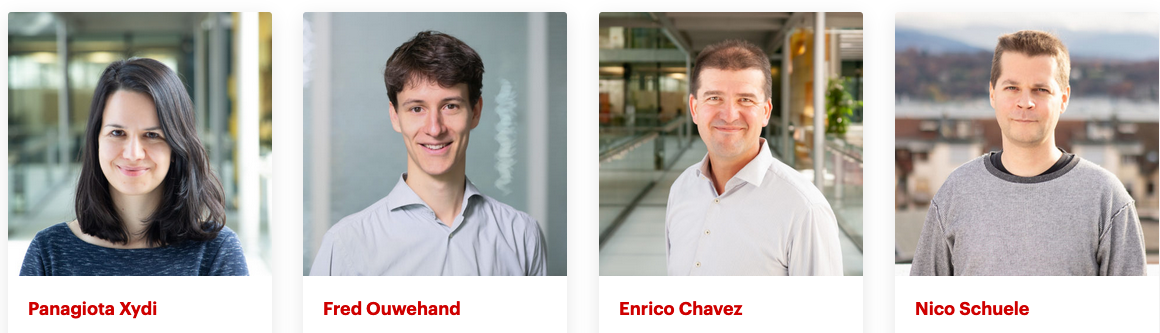 Panagiota Xydi
Fred Ouwehand
Enrico Chavez
Nico Schuele